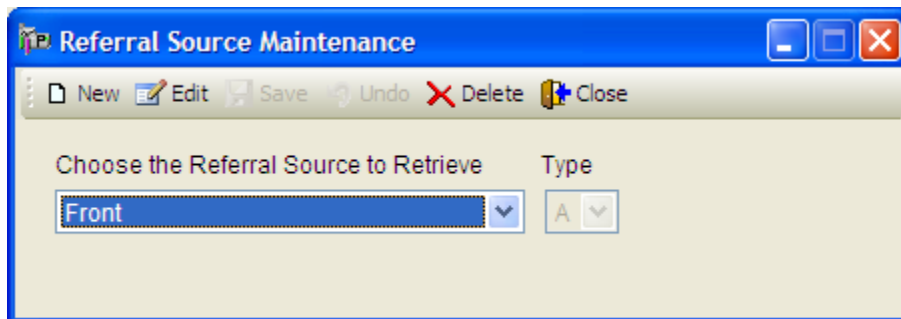 Referral Source Maintenance
New Edit Save Undo Delete Close
Choose the Referral Source to Retrieve Type
Front A